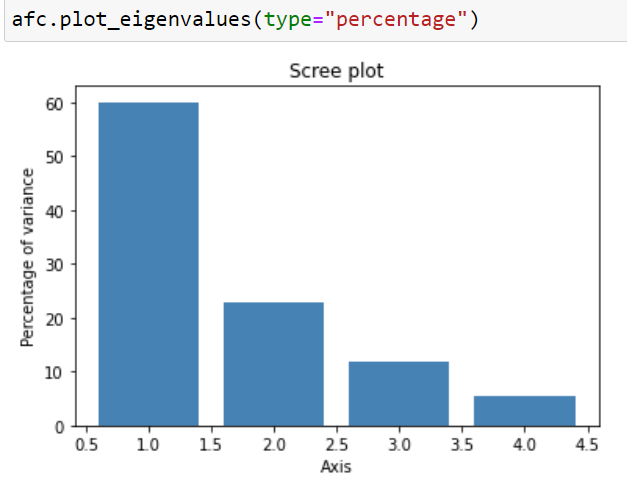 afc.plot_eigenvalues(type="percentage")
Scree plot
60
50
40
30
20
10
0
Percentage of variance
0.5 1.0 1.5 2.0 2.5 3.0 3.5 4.0 4.5
Axis